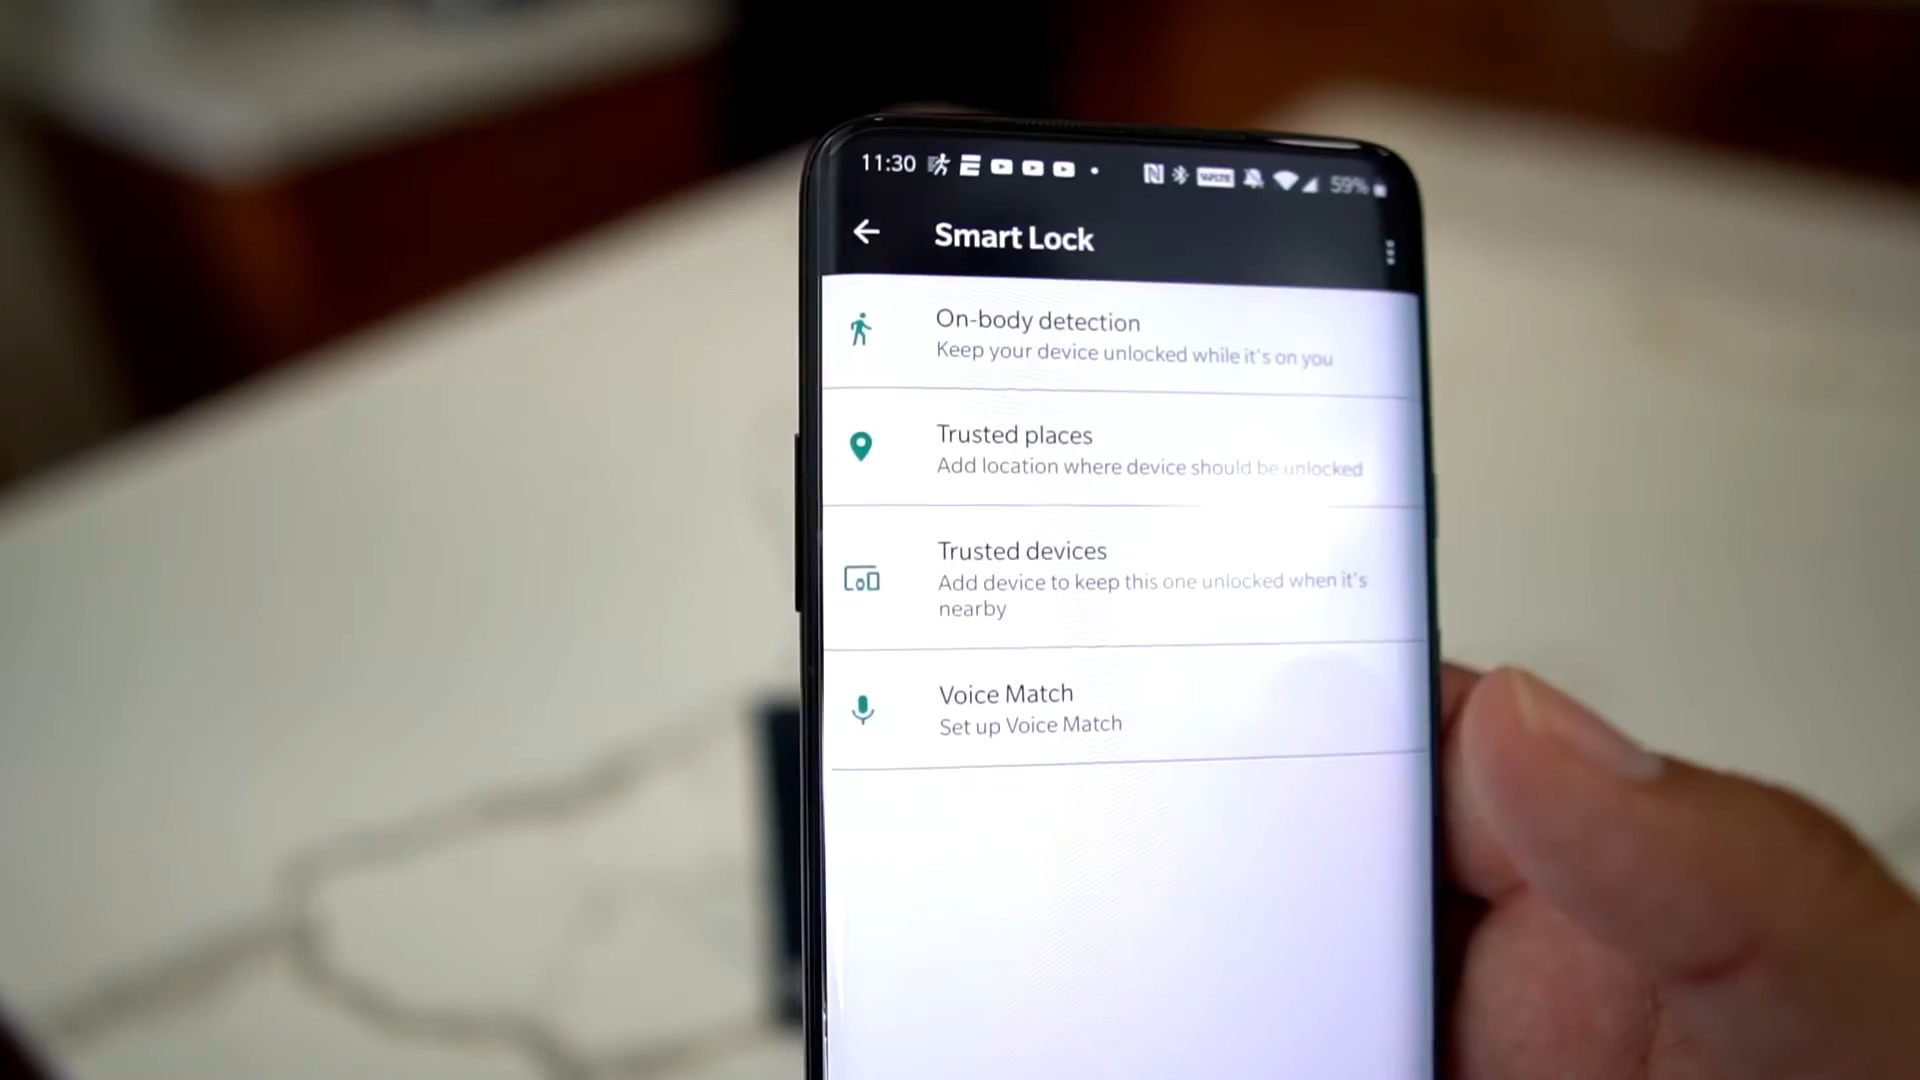 11:30
59%
Smart Lock
On-body detection
Keep your device unlocked while it's on you
Trusted places
Add location where device should be unlocked
Trusted devices
Add device to keep this one unlocked when it's
nearby
Voice Match
Set up Voice Match